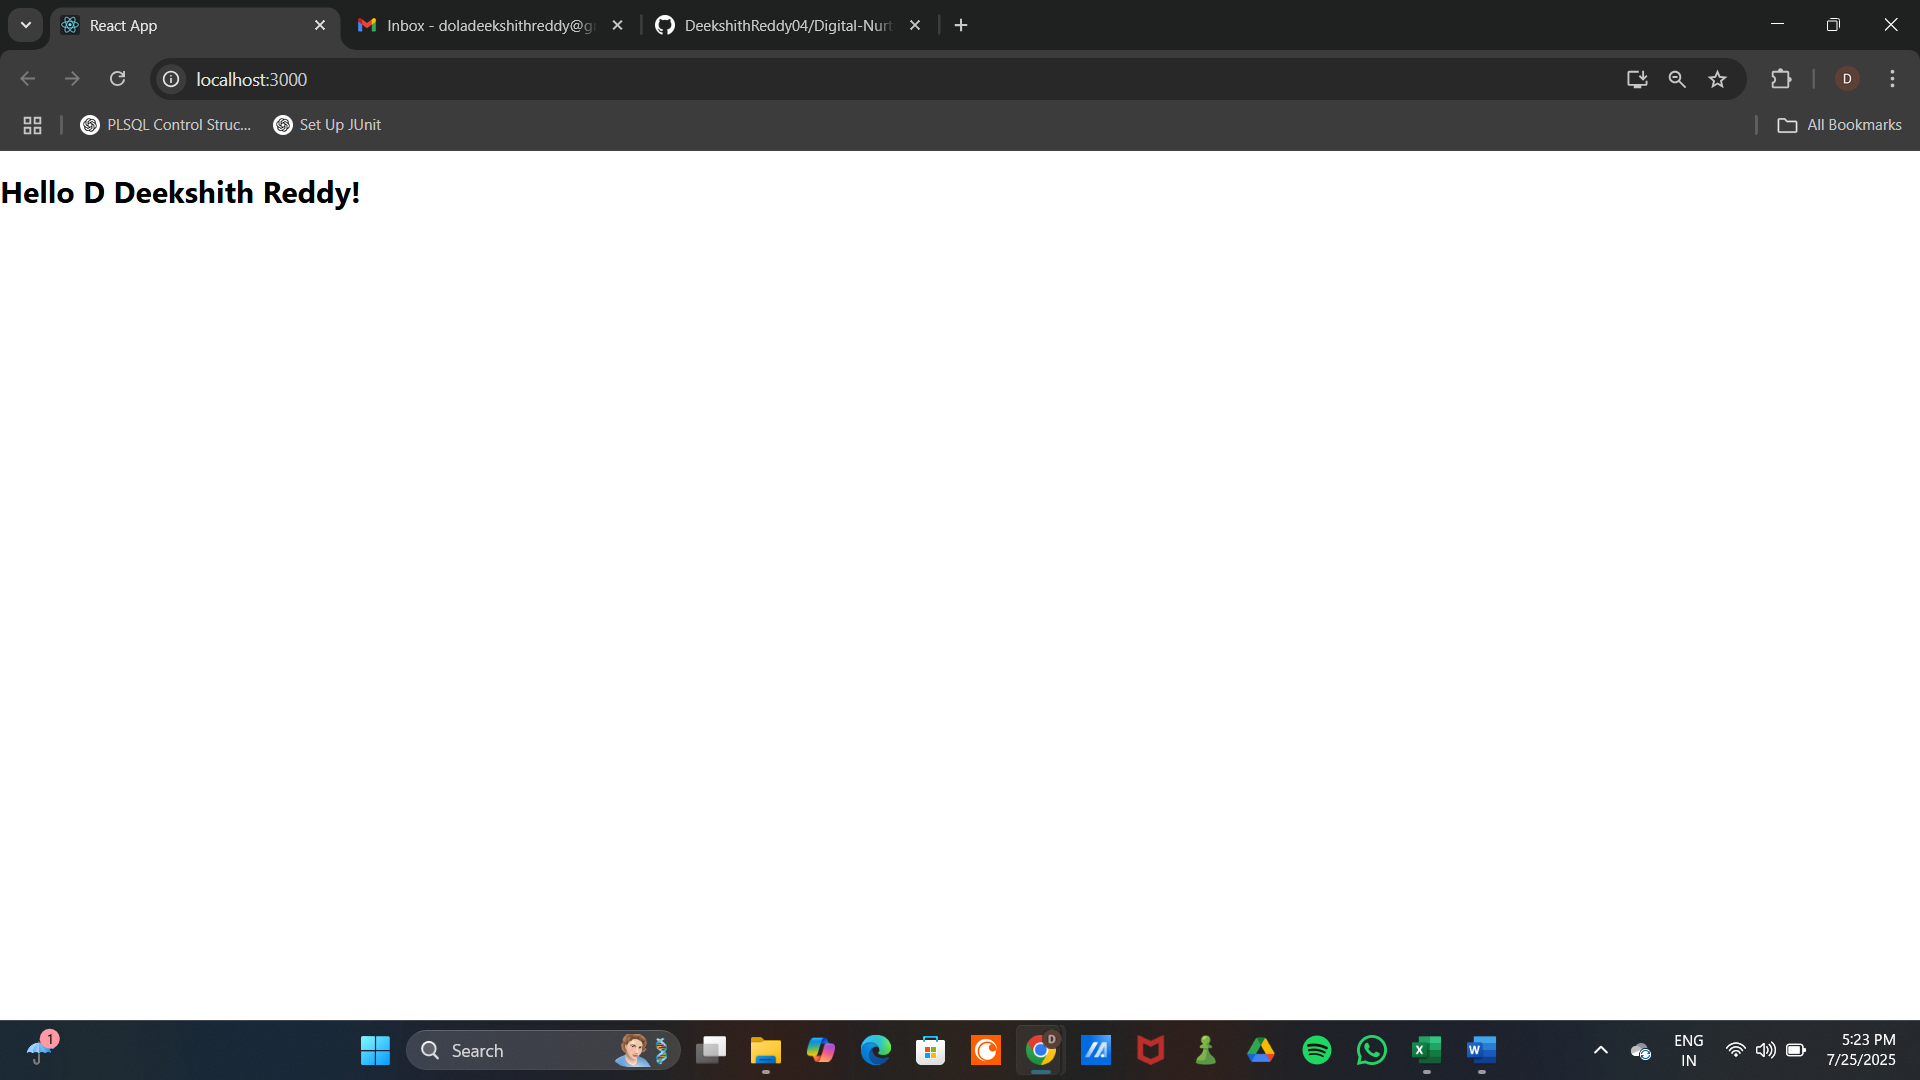 React App
Inbox - doladeekshithreddy@g
DeekshithReddy04/Digital-Nurt
localhost:3000
D
PLSQL Control Struc...
Set Up JUnit
All Bookmarks
Hello D Deekshith Reddy!
1
Search
D
ENG
IN
5:23 PM
7/25/2025